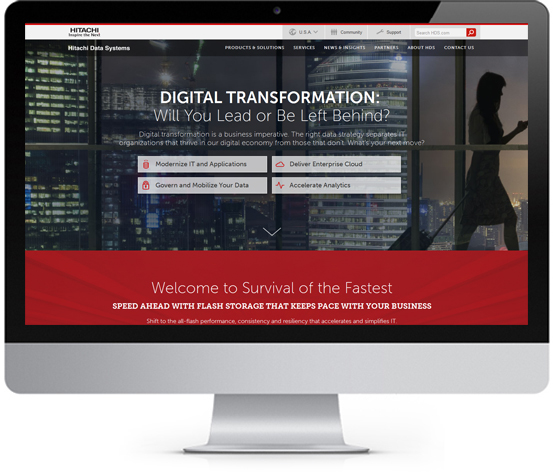 HITACHI
Inspire the Next
U.S.A
Community
Support
Search HDS.com
Hitachi Data Systems
PRODUCTS & SOLUTIONS SERVICES NEWS & INSIGHTS PARTNERS ABOUT HDS CONTACT US
DIGITAL TRANSFORMATION:
Will You Lead or Be Left Behind?
Digital transformation is a business imperative. The right data strategy separates IT
organizations that thrive in our digital economy from those that don't. What's your next move?
Modernize IT and Applications
Deliver Enterprise Cloud
Govern and Mobilize Your Data
Accelerate Analytics
Welcome to Survival of the Fastest
SPEED AHEAD WITH FLASH STORAGE THAT KEEPS PACE WITH YOUR BUSINESS
Shift to the all-flash performance, consistency and resiliency that accelerates and simplifies IT.